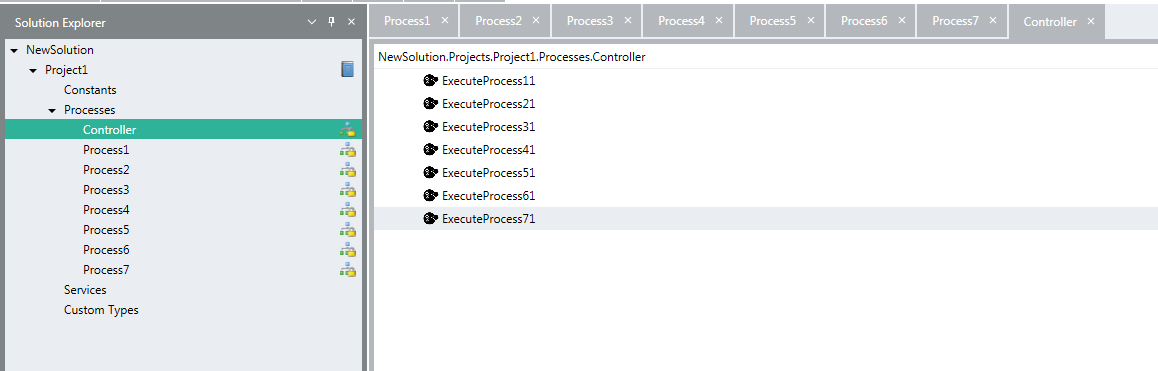 Solution Explorer
NewSolution
Project1
Constants
Processes
Controller
Process1
Process2
Process3
Process4
Process5
Process6
Process7
Services
Custom Types
Process1 Process2 Process3 Process4 Process5 Process6 Process7 Controller
NewSolution.Projects.Project1.Processes.Controller
ExecuteProcess11
ExecuteProcess21
ExecuteProcess31
ExecuteProcess41
ExecuteProcess51
ExecuteProcess61
ExecuteProcess71